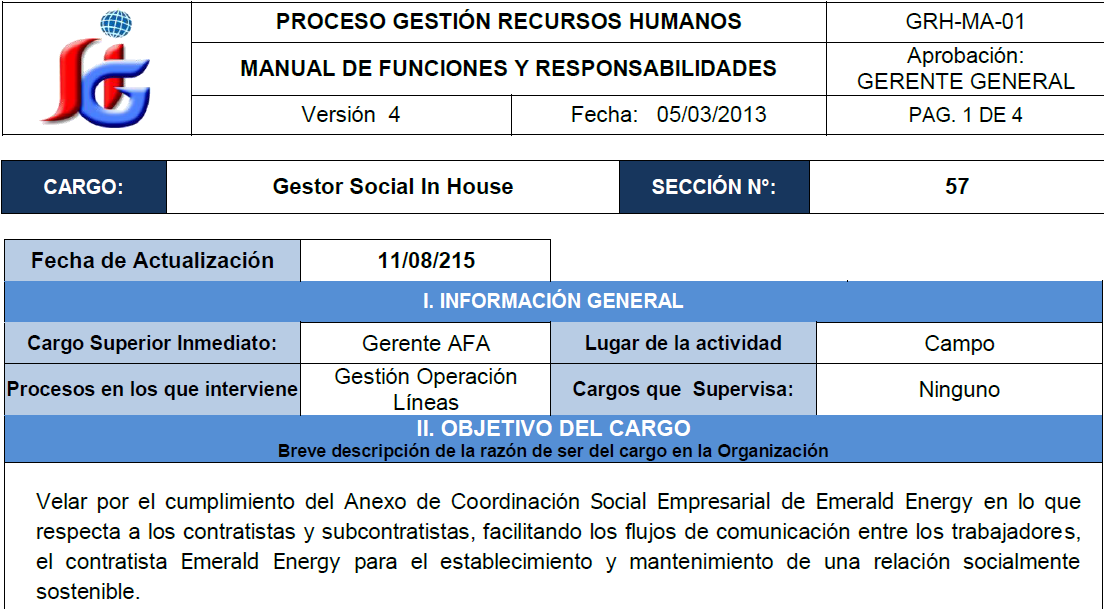 PROCESO GESTIÓN RECURSOS HUMANOS
GRH-MA-01
MANUAL DE FUNCIONES Y RESPONSABILIDADES
Aprobación:
GERENTE GENERAL
Versión 4
Fecha: 05/03/2013
PAG. 1 DE 4
CARGO:
Gestor Social In House
SECCIÓN N°:
57
Fecha de Actualización
11/08/215
I. INFORMACIÓN GENERAL
Cargo Superior Inmediato:
Gerente AFA
Lugar de la actividad
Campo
Procesos en los que interviene
Gestión Operación
Líneas
Cargos que Supervisa:
Ninguno
II. OBJETIVO DEL CARGO
Breve descripción de la razón de ser del cargo en la Organización
Velar por el cumplimiento del Anexo de Coordinación Social Empresarial de Emerald Energy en lo que
respecta a los contratistas y subcontratistas, facilitando los flujos de comunicación entre los trabajadores,
el contratista Emerald Energy para el establecimiento y mantenimiento de una relación socialmente
sostenible.